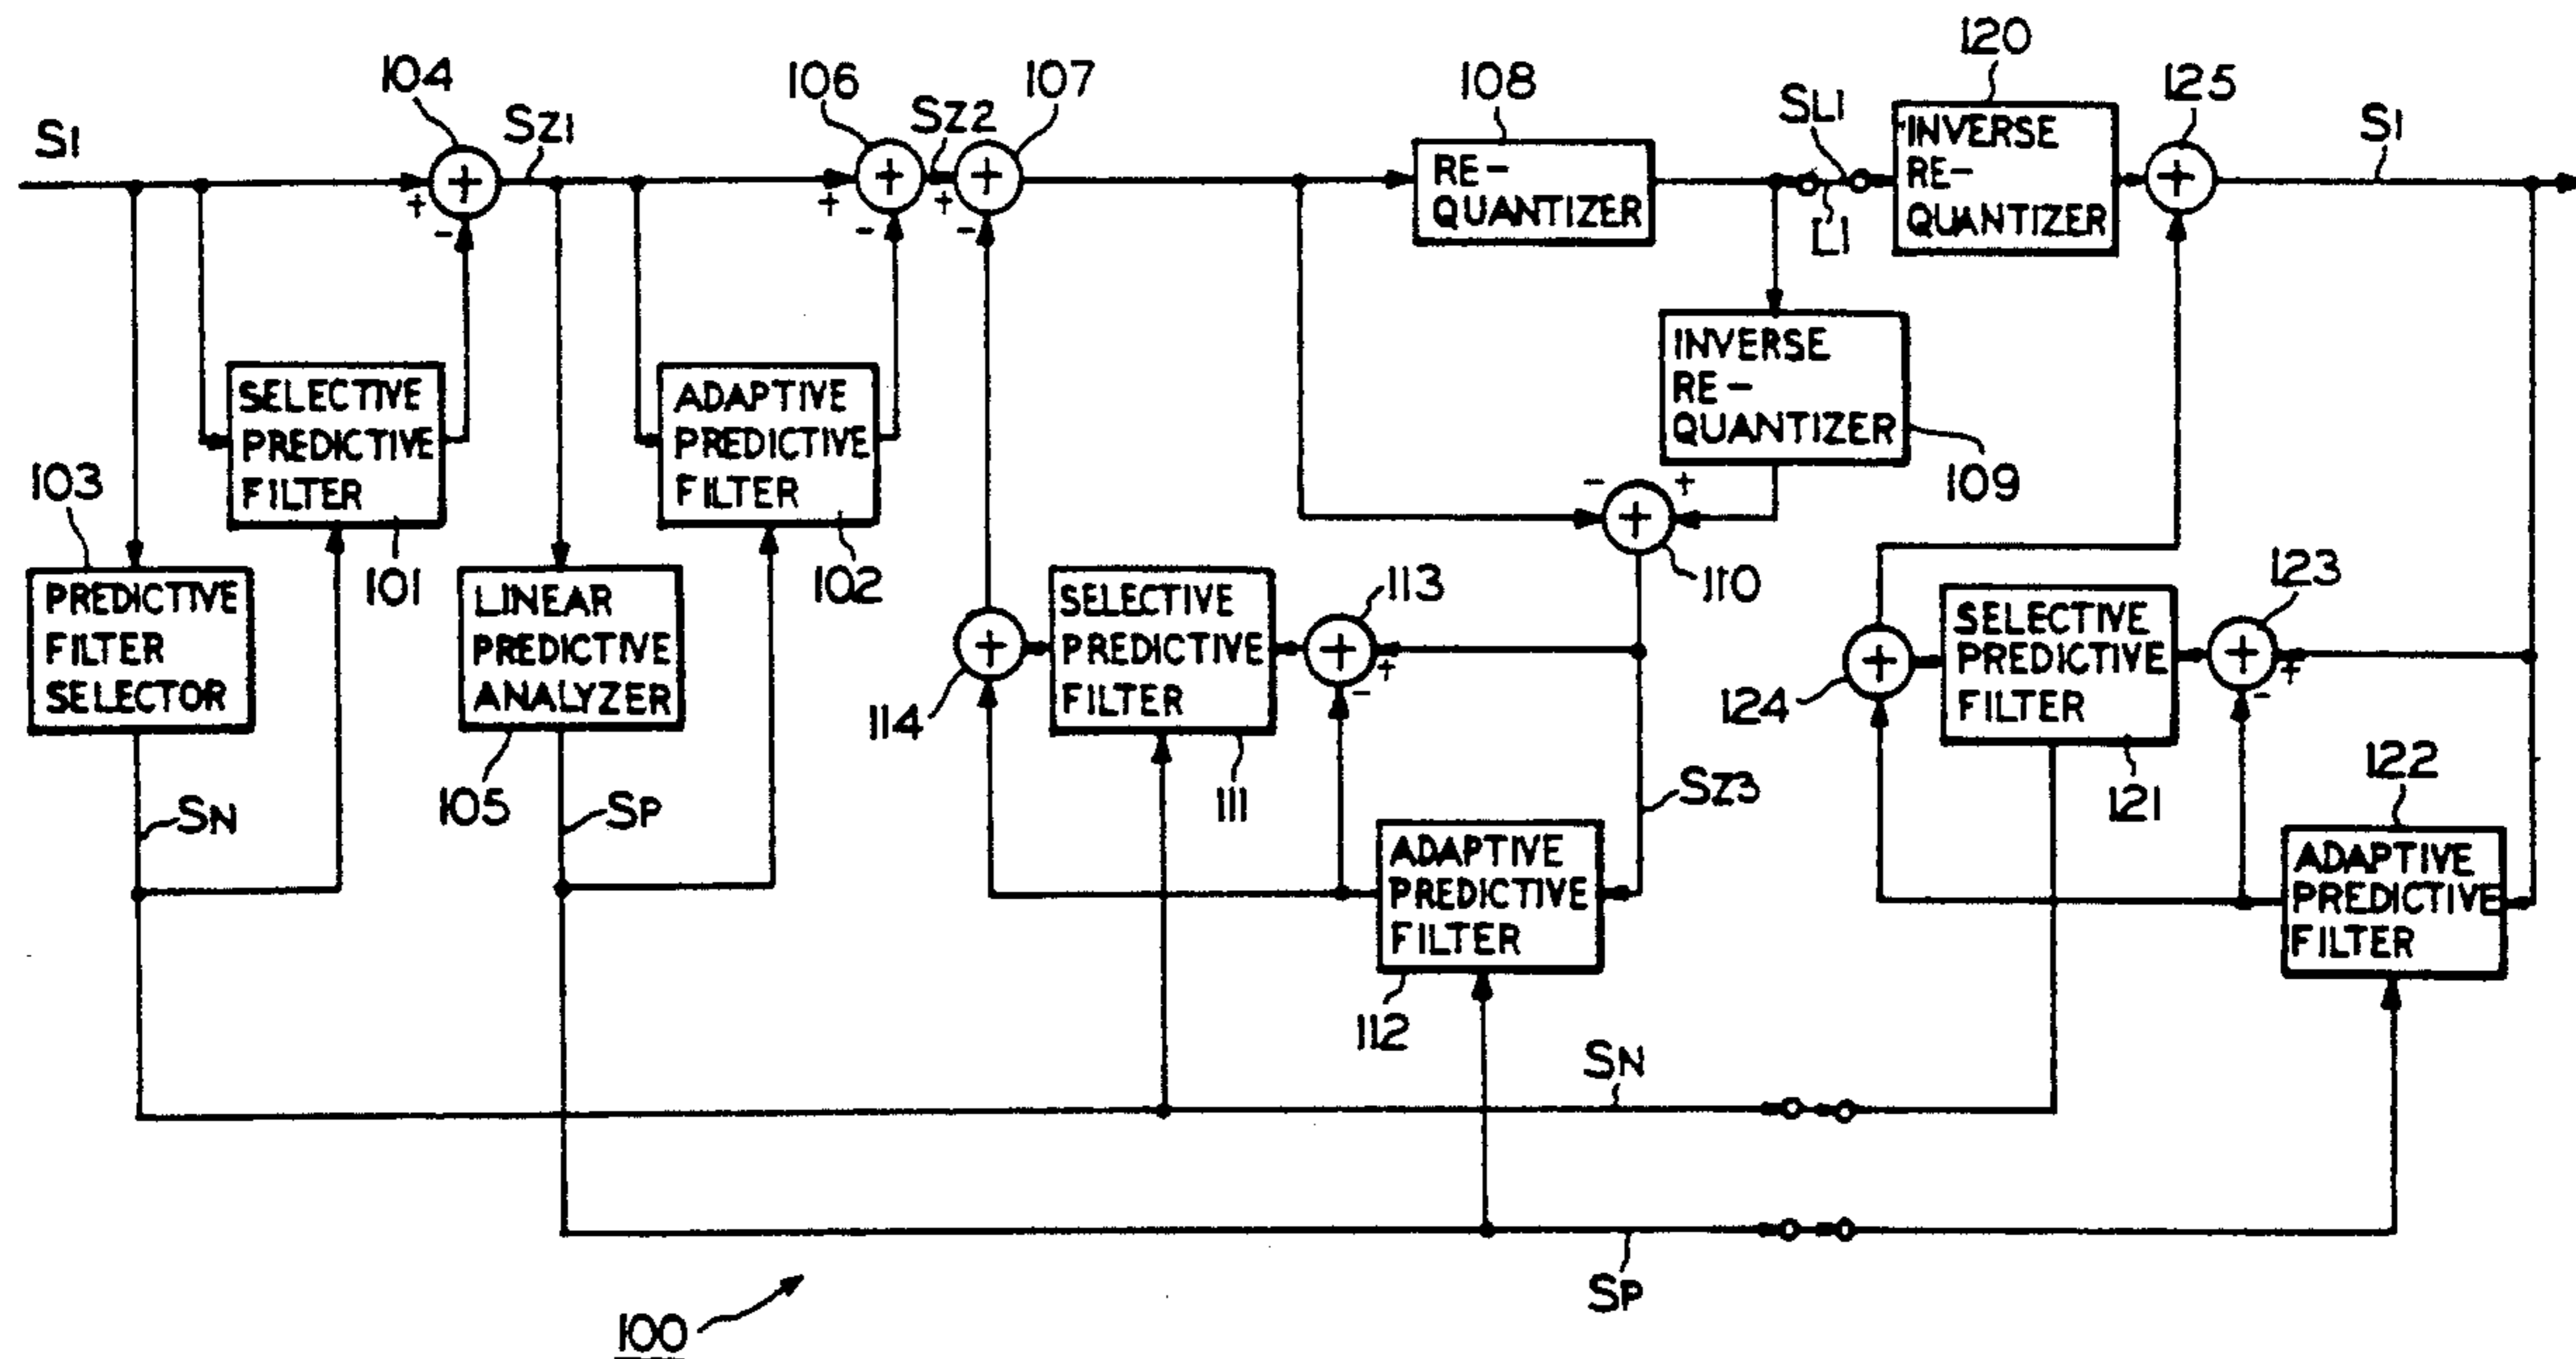 120
104
106
107
108
125
SZ1
SZ2
SL1
INVERSE
RE-
QUANTIZER
S1
S1
+
+
+
RE-
QUANTIZER
+
+
-
+
-
+
-
L1
INVERSE
RE-
QUANTIZER
109
SELECTIVE
PREDICTIVE
FILTER
ADAPTIVE
PREDICTIVE
FILTER
103
-
+
+
110
101
102
PREDICTIVE
FILTER
SELECTOR
LINEAR
PREDICTIVE
ANALYZER
SELECTIVE
PREDICTIVE
FILTER
113
+
+
-
+
114
SELECTIVE
PREDICTIVE
FILTER
123
+
+
-
+
124
105
111
121
122
SN
SP
SZ3
ADAPTIVE
PREDICTIVE
FILTER
ADAPTIVE
PREDICTIVE
FILTER
112
SN
SP
100